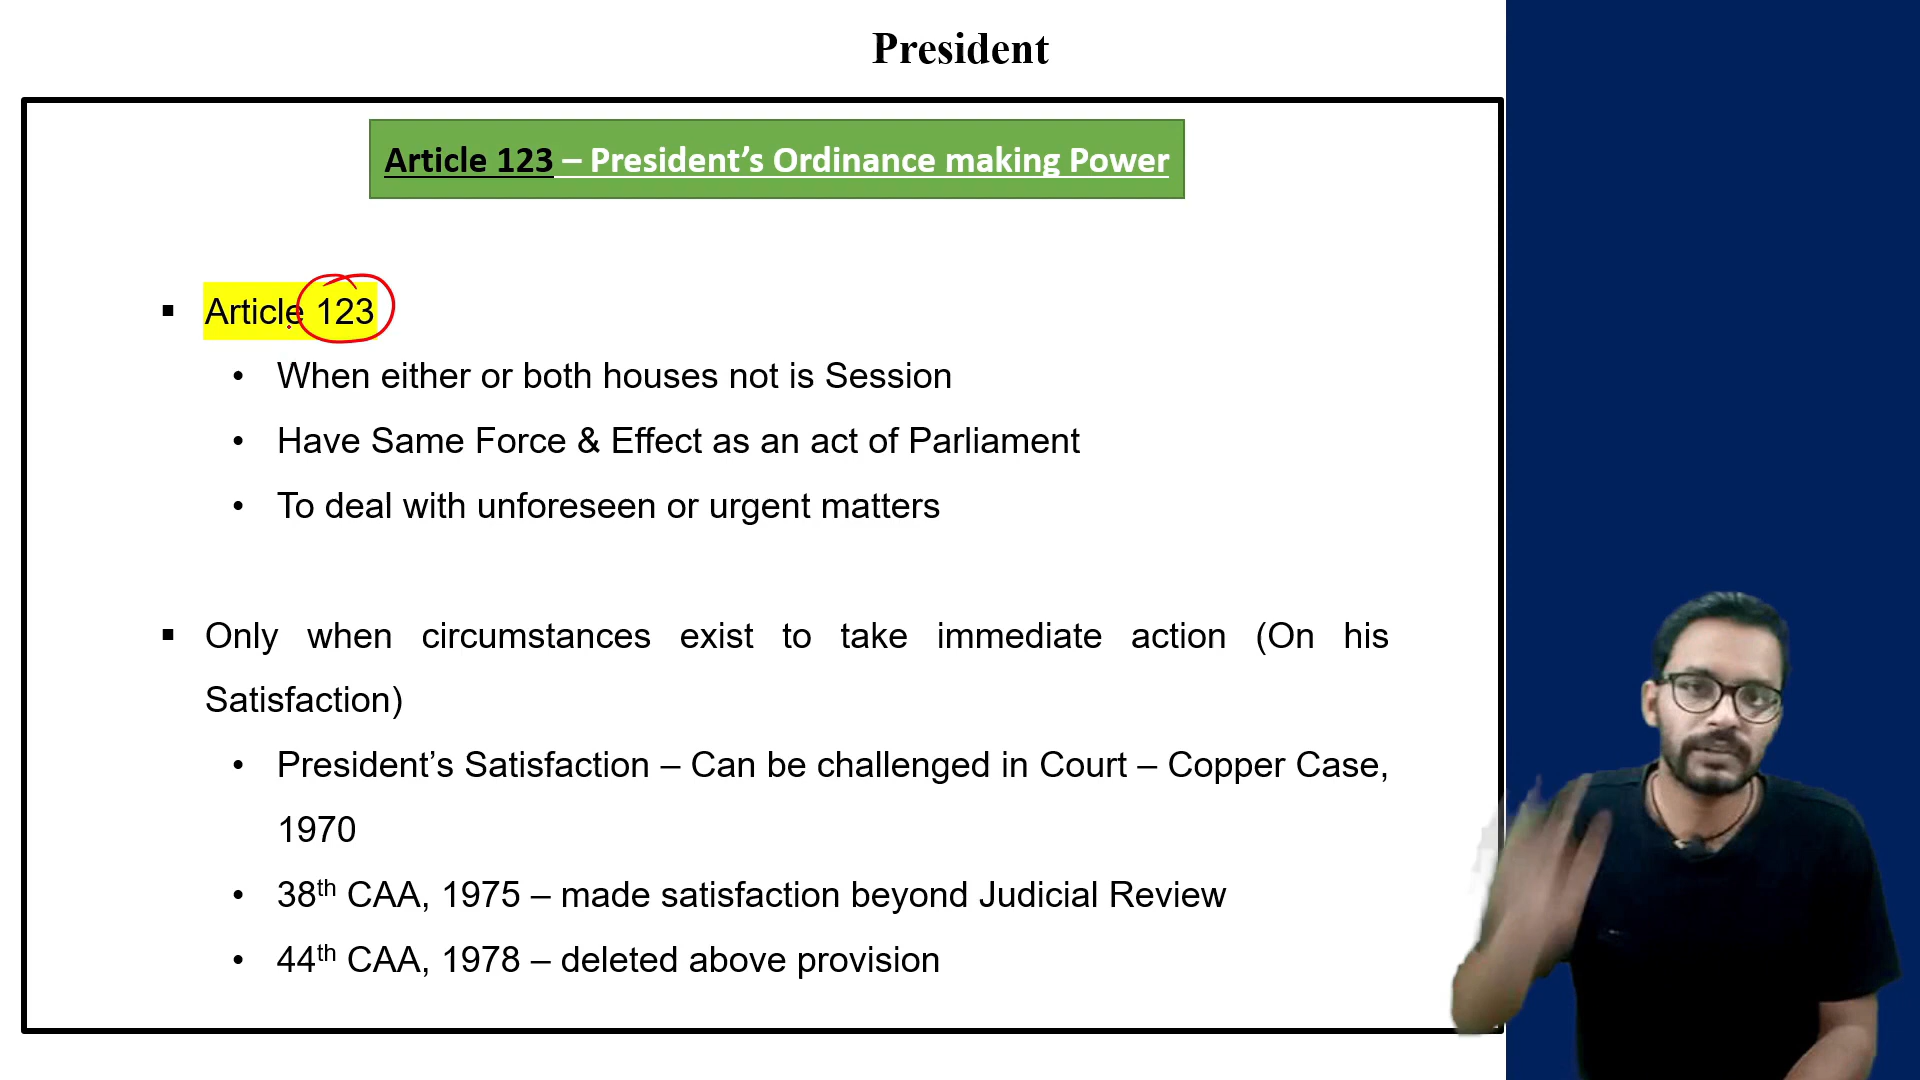 President
Article 123 – President’s Ordinance making Power
▪ Article 123
• When either or both houses not is Session
• Have Same Force & Effect as an act of Parliament
• To deal with unforeseen or urgent matters
▪ Only when circumstances exist to take immediate action (On his
Satisfaction)
• President’s Satisfaction – Can be challenged in Court – Copper Case,
1970
• 38th CAA, 1975 – made satisfaction beyond Judicial Review
• 44th CAA, 1978 – deleted above provision